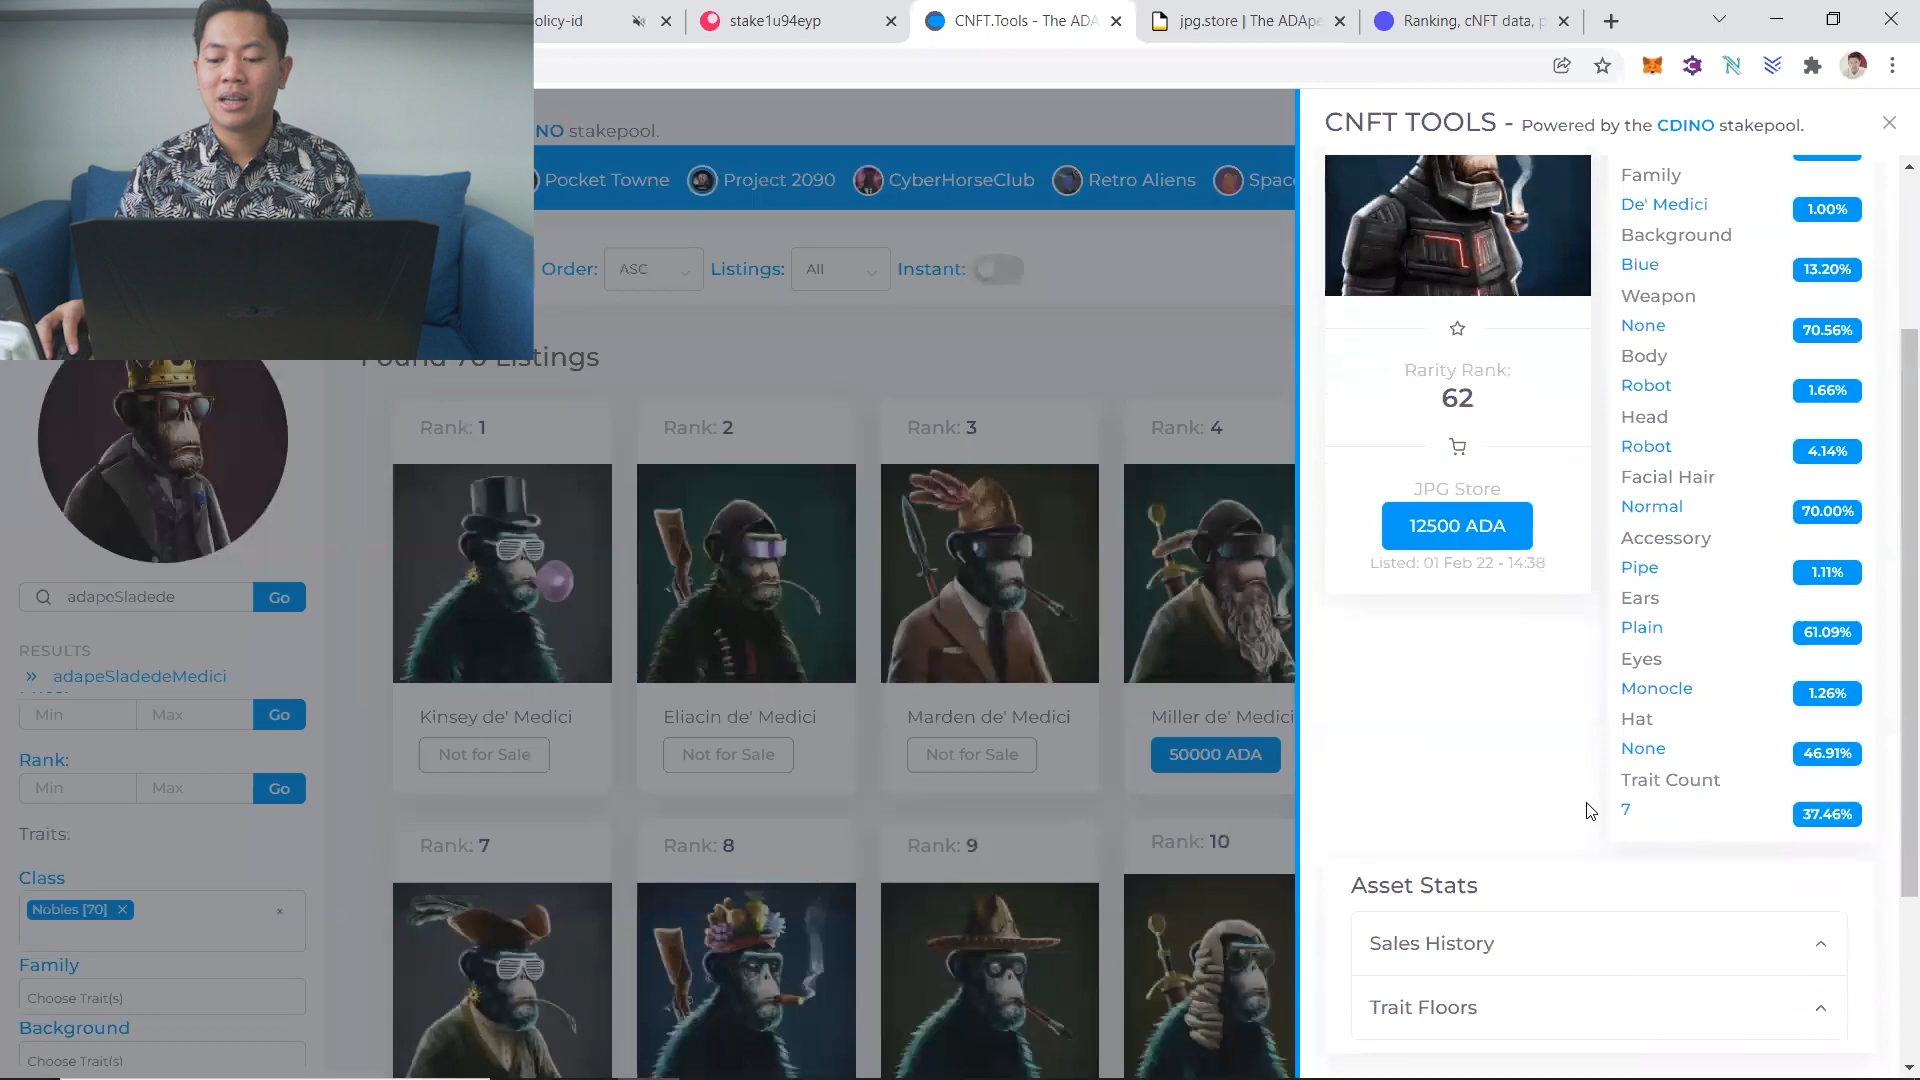 olicy-id
stake1u94eyp
CNFT.Tools - The ADA
jpg.store | The ADApe
Ranking, cNFT data, p
NO stakepool.
Pocket Towne
Project 2090
CyberHorseClub
Retro Aliens
Spac
Order: ASC
Listings: All
Instant:
Found 70 Listings
adapeSladede
Go
RESULTS
» adapeSladedeMedici
Min Max Go
Rank:
Min Max Go
Traits:
Class
Nobles [70] ×
×
Family
Choose Trait(s)
Background
Choose Trait(s)
Rank: 1
Rank: 2
Rank: 3
Rank: 4
Kinsey de' Medici
Eliacin de' Medici
Marden de' Medici
Miller de' Medici
Not for Sale
Not for Sale
Not for Sale
50000 ADA
Rank: 7
Rank: 8
Rank: 9
Rank: 10
CNFT TOOLS - Powered by the CDINO stakepool.
Rarity Rank:
62
JPG Store
12500 ADA
Listed: 01 Feb 22 - 14:38
Family
De' Medici 1.00%
Background
Blue 13.20%
Weapon
None 70.56%
Body
Robot 1.66%
Head
Robot 4.14%
Facial Hair
Normal 70.00%
Accessory
Pipe 1.11%
Ears
Plain 61.09%
Eyes
Monocle 1.26%
Hat
None 46.91%
Trait Count
7 37.46%
Asset Stats
Sales History
Trait Floors